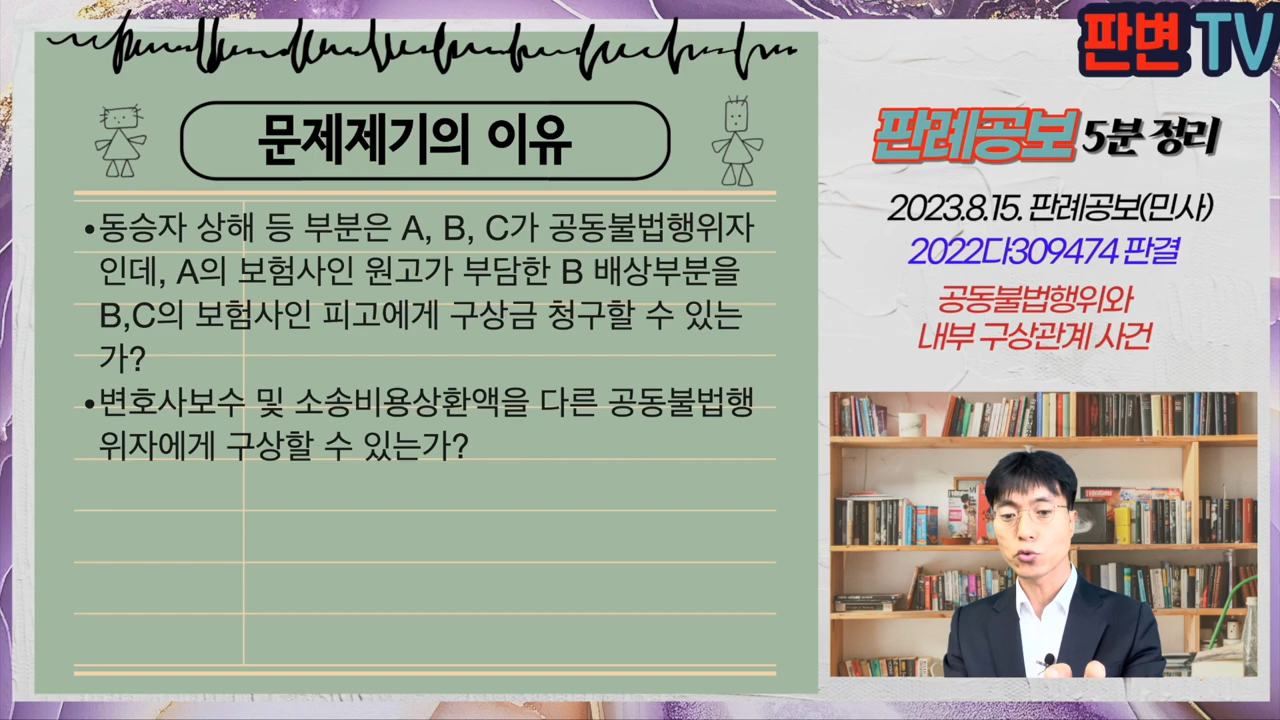 판변 TV
문제제기의 이유
•동승자 상해 등 부분은 A, B, C가 공동불법행위자
인데, A의 보험사인 원고가 부담한 B 배상부분을
B,C의 보험사인 피고에게 구상금 청구할 수 있는
가?
•변호사보수 및 소송비용상환액을 다른 공동불법행
위자에게 구상할 수 있는가?
판례공보 5분 정리
2023.8.15. 판례공보(민사)
2022다309474 판결
공동불법행위와
내부 구상관계 사건